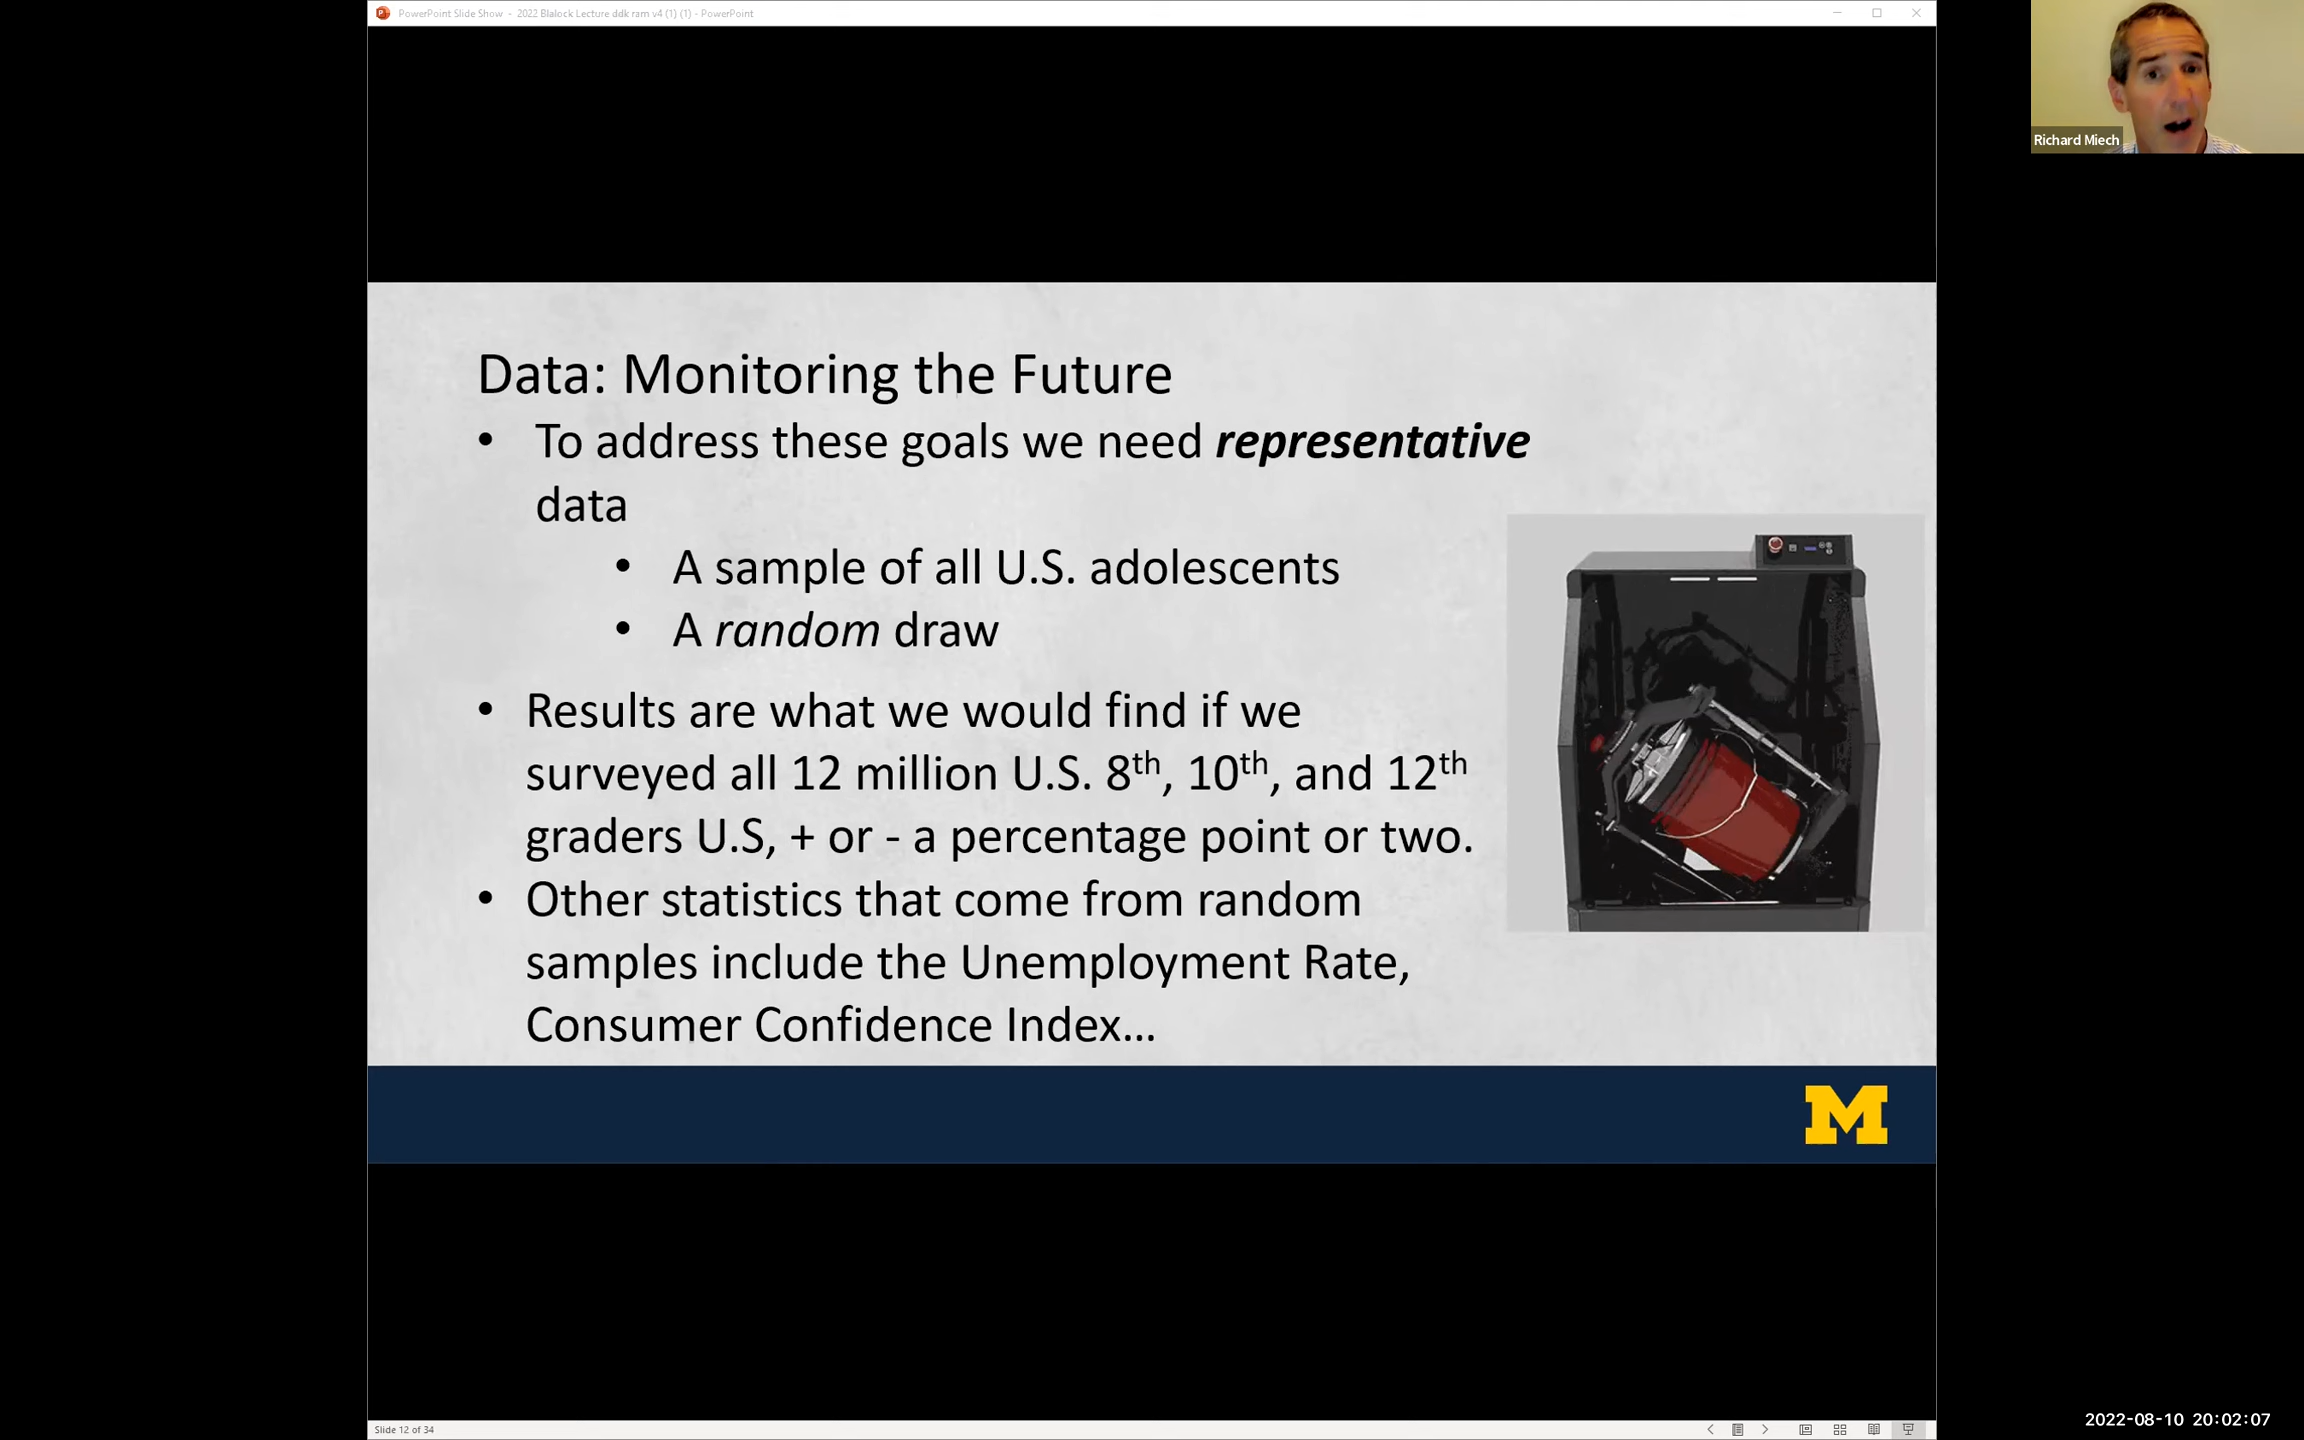 PowerPoint Slide Show - 2022 Blalock Lecture ddk ram v4 (1) (1) - PowerPoint
Richard Miech
Data: Monitoring the Future
• To address these goals we need representative
data
• A sample of all U.S. adolescents
• A random draw
• Results are what we would find if we
surveyed all 12 million U.S. 8th, 10th, and 12th
graders U.S, + or - a percentage point or two.
• Other statistics that come from random
samples include the Unemployment Rate,
Consumer Confidence Index…
M
Slide 12 of 34
2022-08-10 20:02:07